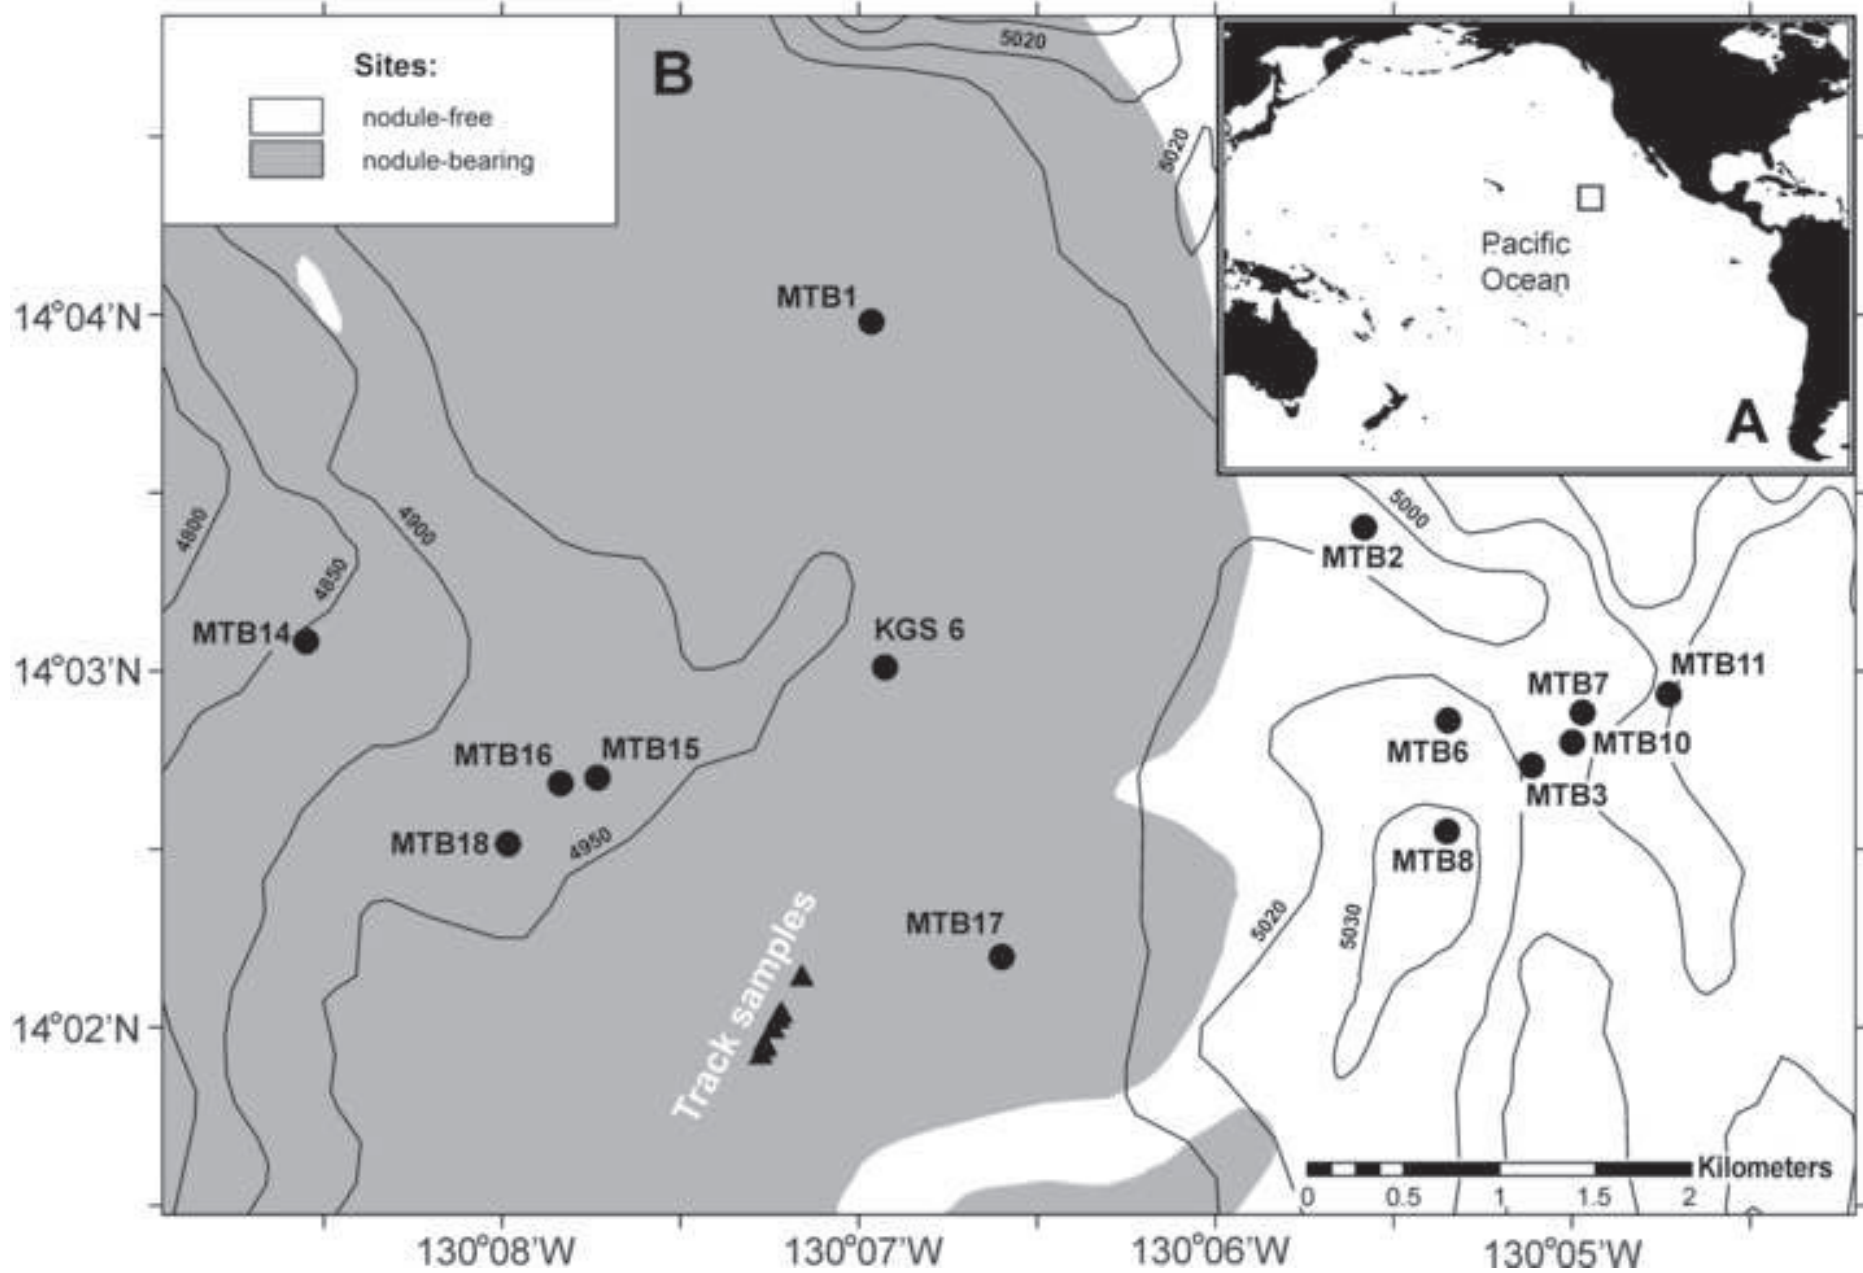 Sites:
nodule-free
nodule-bearing
B
5020
5020
Pacific
Ocean
A
14°04'N
MTB1
4800
4900
4850
5000
MTB2
MTB14
14°03'N
KGS 6
MTB11
MTB7
MTB16
MTB15
MTB6
MTB10
MTB3
MTB18
4950
MTB8
MTB17
5020
5030
Track samples
14°02'N
Kilometers
0 0.5 1 1.5 2
130°08'W 130°07'W 130°06'W 130°05'W